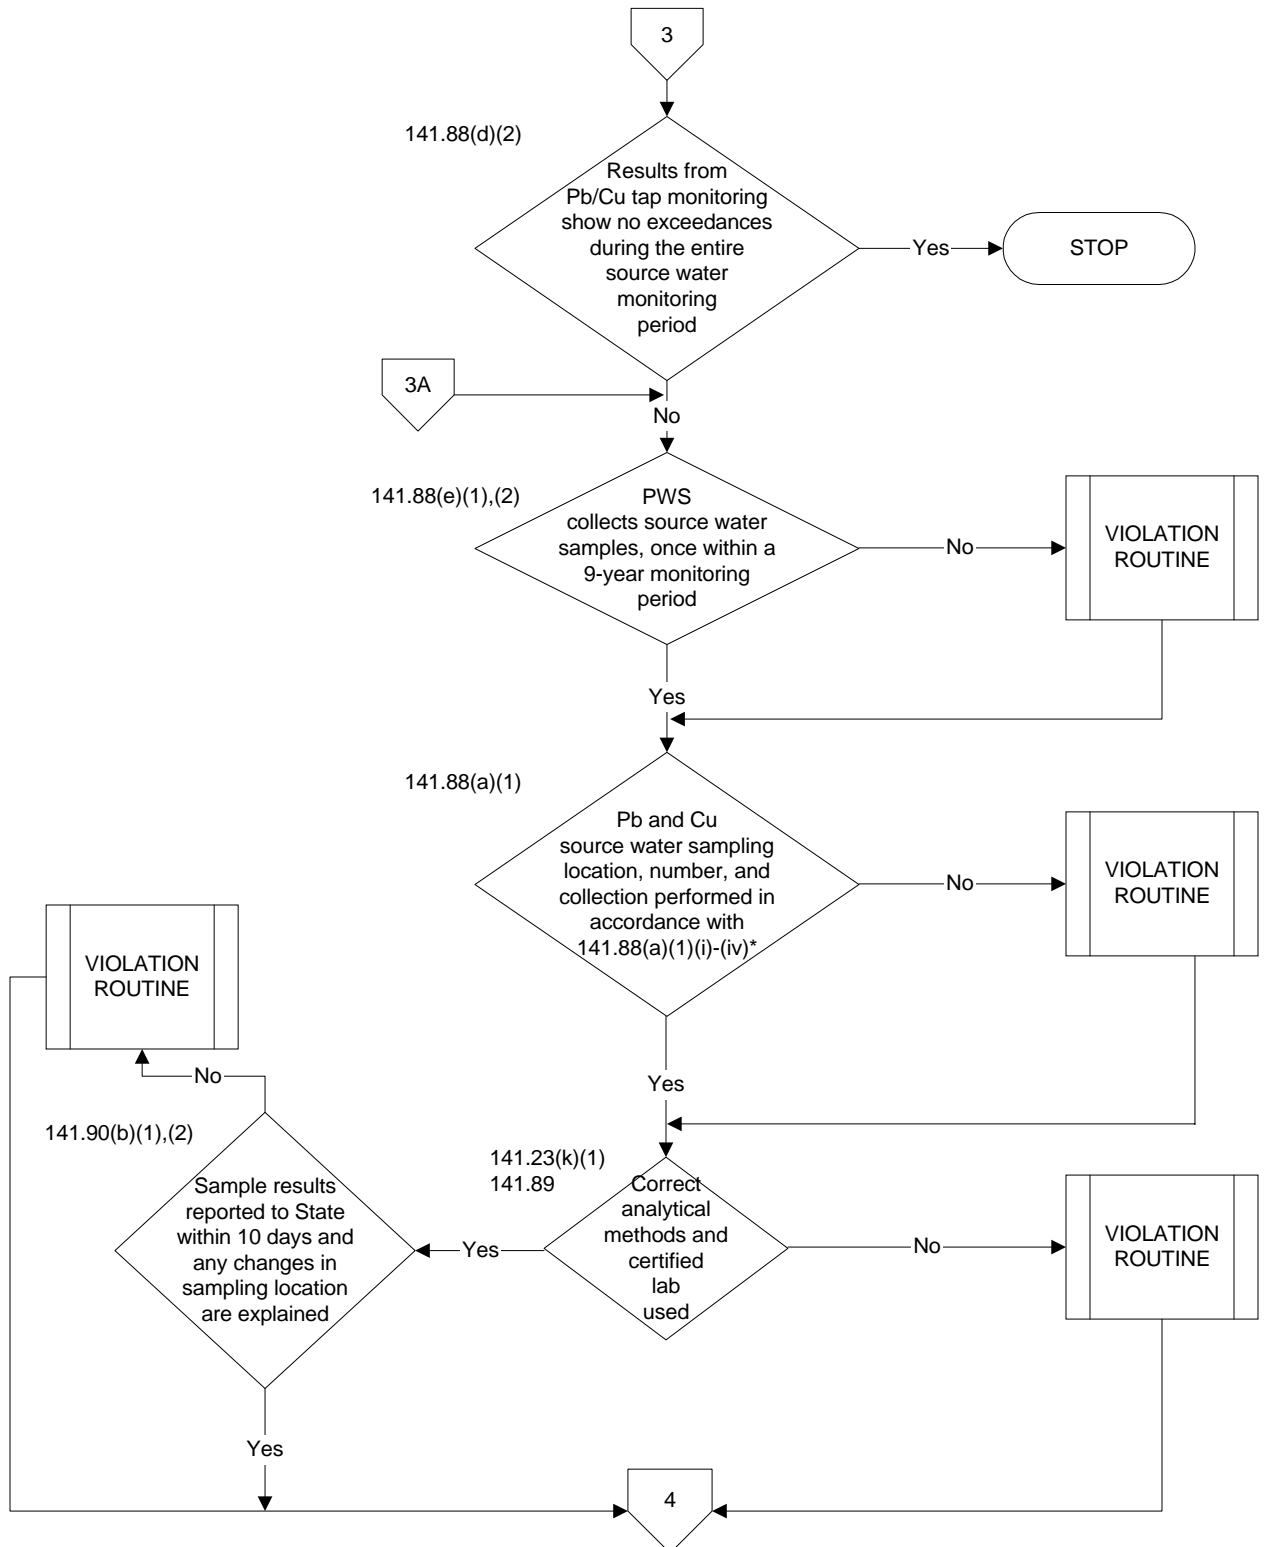 3
141.88(d)(2)
Results from
Pb/Cu tap monitoring
show no exceedances
during the entire
source water
monitoring
period
Yes
STOP
3A
No
141.88(e)(1),(2)
PWS
collects source water
samples, once within a
9-year monitoring
period
No
VIOLATION
ROUTINE
Yes
141.88(a)(1)
Pb and Cu
source water sampling
location, number, and
collection performed in
accordance with
141.88(a)(1)(i)-(iv)*
No
VIOLATION
ROUTINE
Yes
VIOLATION
ROUTINE
No
141.90(b)(1),(2)
Sample results
reported to State
within 10 days and
any changes in
sampling location
are explained
Yes
141.23(k)(1)
141.89
Correct
analytical
methods and
certified
lab
used
No
VIOLATION
ROUTINE
Yes
4